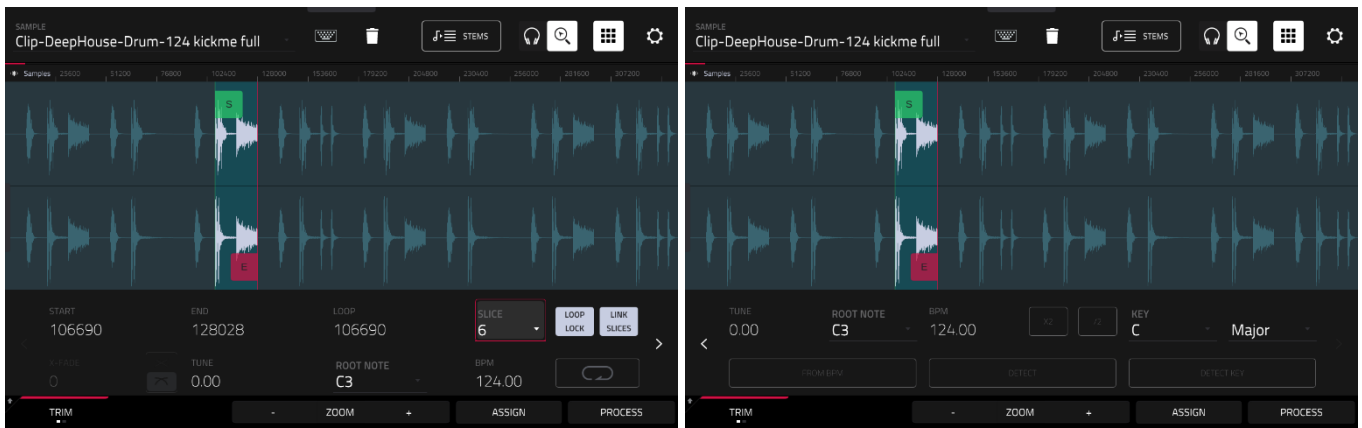 SAMPLE
Clip-DeepHouse-Drum-124 kickme full
STEMS
Samples 25600 51200 76800 102400 128000 153600 179200 204800 230400 256000 281600 307200
S
E
START END LOOP SLICE
106690 128028 106690 6 LOOP LOCK LINK SLICES
X-FADE TUNE ROOT NOTE BPM
0 0.00 C3 124.00
TRIM - ZOOM + ASSIGN PROCESS
SAMPLE
Clip-DeepHouse-Drum-124 kickme full
STEMS
Samples 25600 51200 76800 102400 128000 153600 179200 204800 230400 256000 281600 307200
S
E
TUNE ROOT NOTE BPM KEY
0.00 C3 124.00 X2 /2 C Major
FROM BPM DETECT DETECT KEY
TRIM - ZOOM + ASSIGN PROCESS